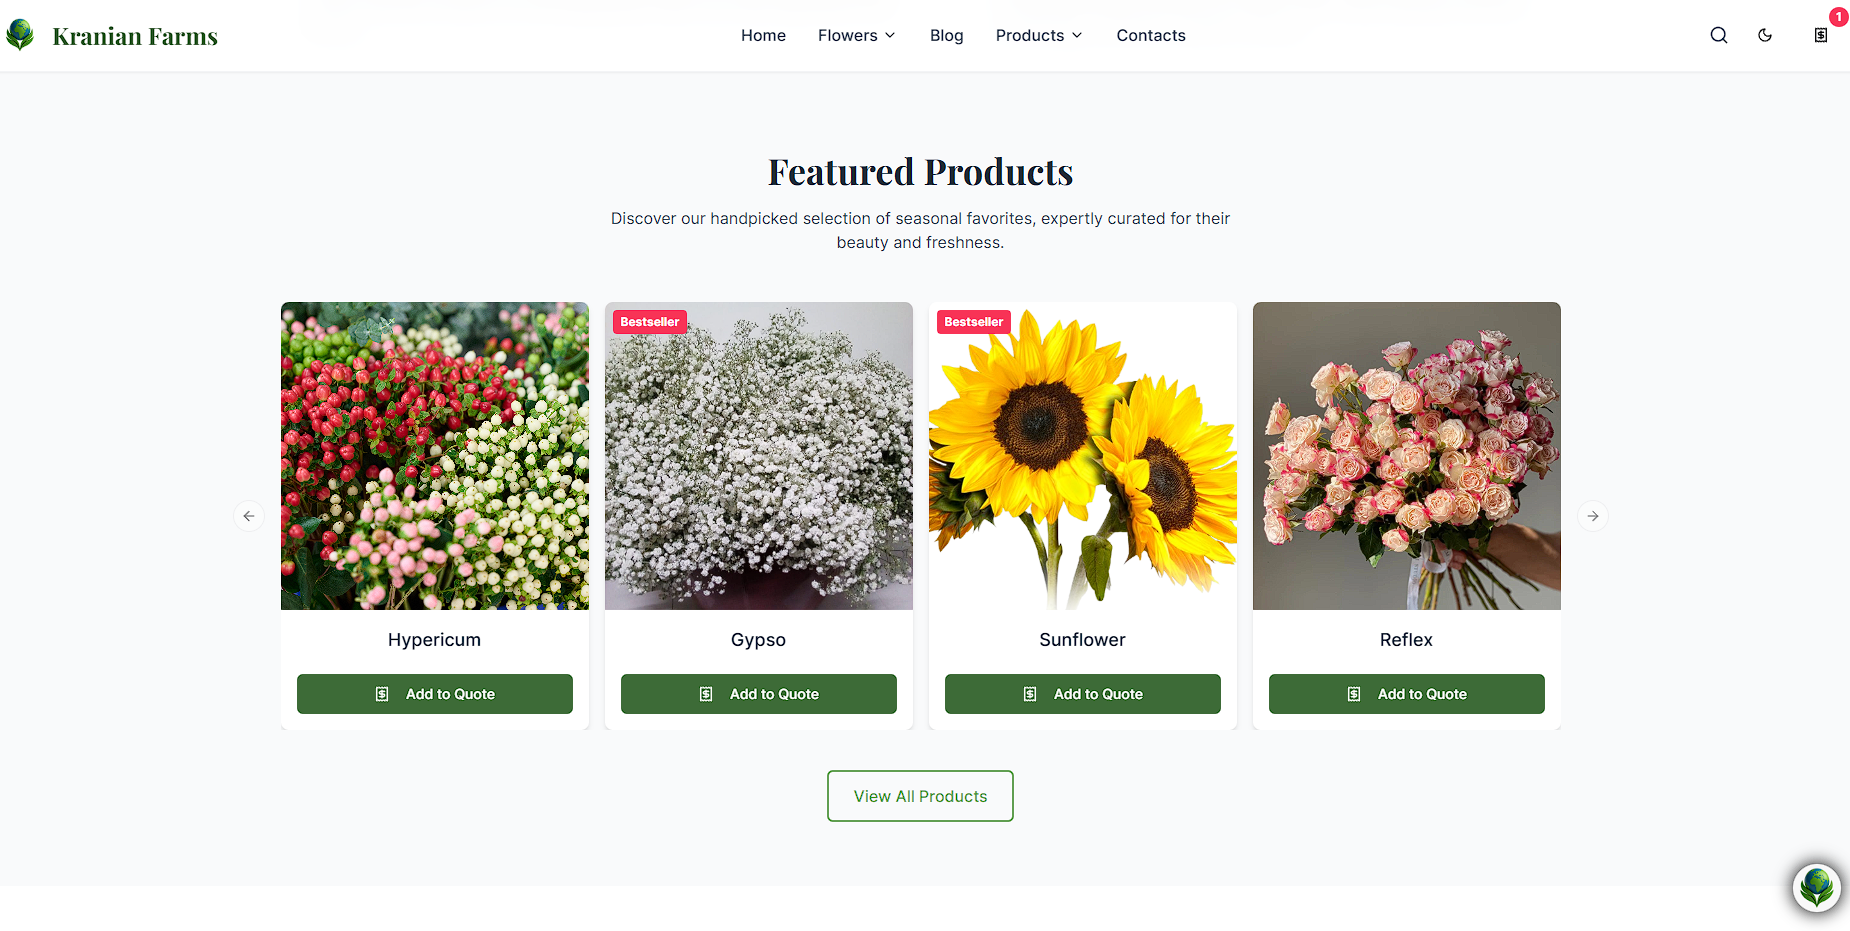 Kranian Farms
Home
Flowers
Blog
Products
Contacts
1
Featured Products
Discover our handpicked selection of seasonal favorites, expertly curated for their
beauty and freshness.
Bestseller
Bestseller
Hypericum
Gypso
Sunflower
Reflex
Add to Quote
Add to Quote
Add to Quote
Add to Quote
View All Products